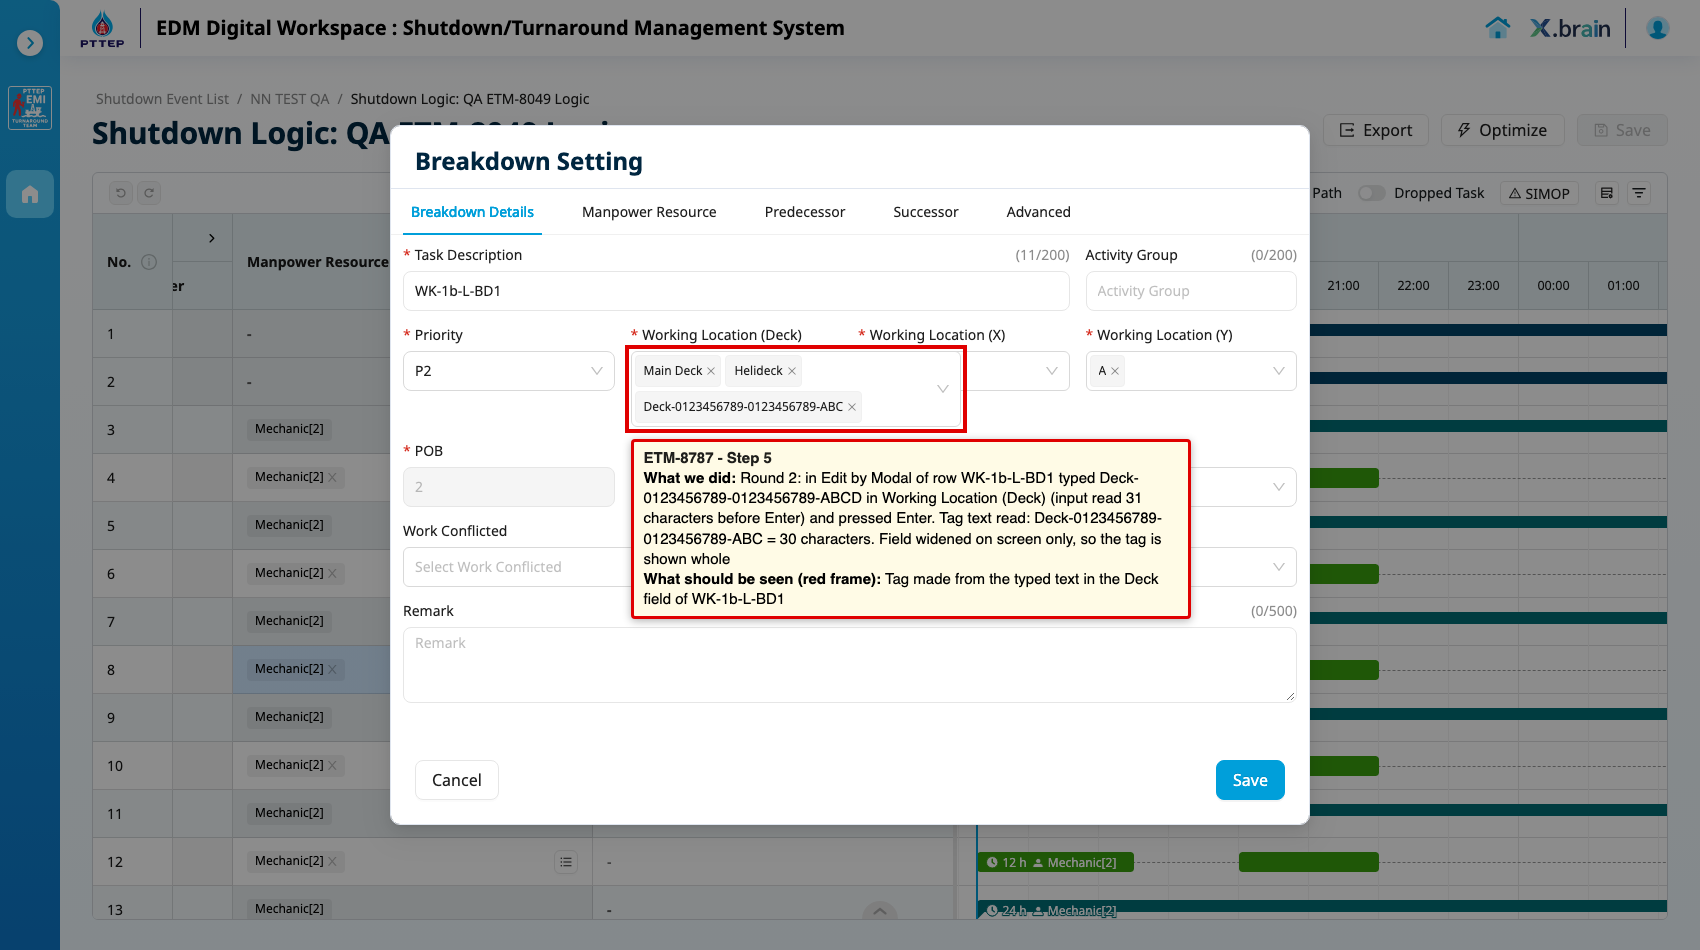 PTTEP
EDM Digital Workspace : Shutdown/Turnaround Management System
X.brain
PTTEP
EMI
TURNAROUND
TEAM
Shutdown Event List / NN TEST QA / Shutdown Logic: QA ETM-8049 Logic
Shutdown Logic: QA ETM-8049 Logic
Export
Optimize
Save
Path
Dropped Task
SIMOP
No.
er
Manpower Resource
21:00
22:00
23:00
00:00
01:00
1
-
2
-
3
Mechanic[2]
4
Mechanic[2]
5
Mechanic[2]
6
Mechanic[2]
7
Mechanic[2]
8
Mechanic[2]
9
Mechanic[2]
10
Mechanic[2]
11
Mechanic[2]
12
Mechanic[2]
-
12 h Mechanic[2]
13
Mechanic[2]
-
24 h Mechanic[2]
Breakdown Setting
Breakdown Details
Manpower Resource
Predecessor
Successor
Advanced
* Task Description
(11/200)
Activity Group
(0/200)
WK-1b-L-BD1
Activity Group
* Priority
* Working Location (Deck)
* Working Location (X)
* Working Location (Y)
P2
Main Deck
Helideck
Deck-0123456789-0123456789-ABC
A
* POB
2
Work Conflicted
Select Work Conflicted
Remark
(0/500)
Remark
ETM-8787 - Step 5
What we did: Round 2: in Edit by Modal of row WK-1b-L-BD1 typed Deck-
0123456789-0123456789-ABCD in Working Location (Deck) (input read 31
characters before Enter) and pressed Enter. Tag text read: Deck-0123456789-
0123456789-ABC = 30 characters. Field widened on screen only, so the tag is
shown whole
What should be seen (red frame): Tag made from the typed text in the Deck
field of WK-1b-L-BD1
Cancel
Save